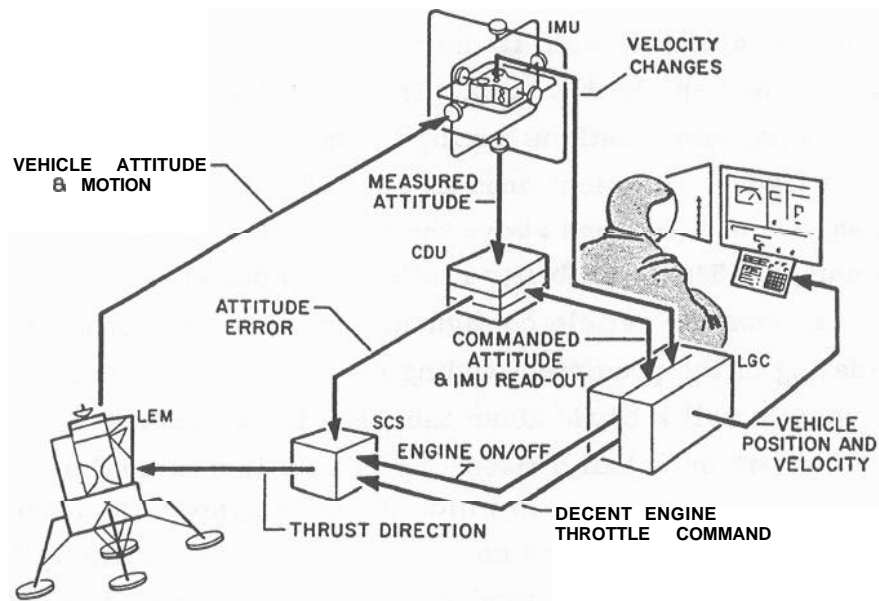 IMU
VELOCITY
CHANGES
VEHICLE ATTITUDE
& MOTION
MEASURED
ATTITUDE
CDU
ATTITUDE
ERROR
COMMANDED
ATTITUDE
& IMU READ-OUT
LGC
LEM
SCS
ENGINE ON/OFF
VEHICLE
POSITION AND
VELOCITY
THRUST DIRECTION
DECENT ENGINE
THROTTLE COMMAND